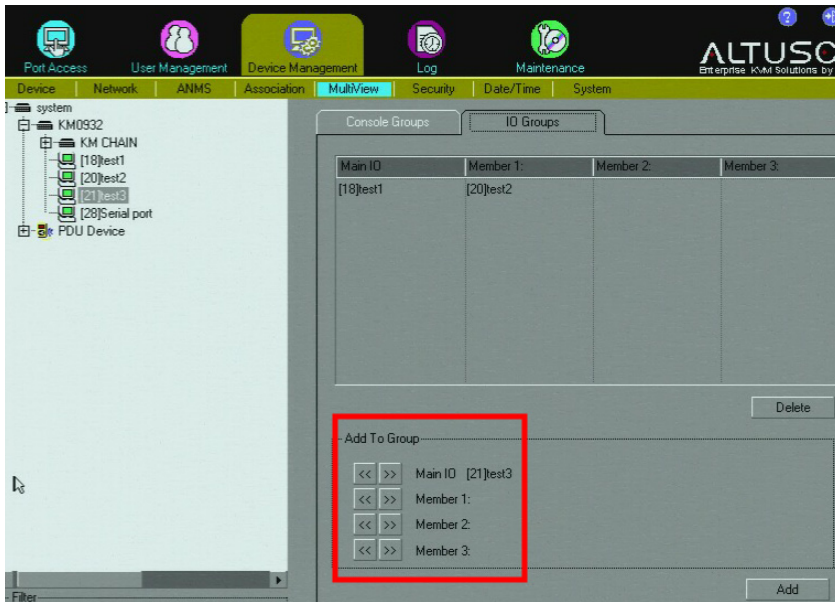 Port Access User Management Device Management Log Maintenance
ALTUSC
Enterprise KVM Solutions by
Device Network ANMS Association MultiView Security Date/Time System
system
KM0932
KM CHAIN
[18]test1
[20]test2
[21]test3
[28]Serial port
PDU Device
Filter
Console Groups IO Groups
Main IO Member 1: Member 2: Member 3:
[18]test1 [20]test2
Delete
Add To Group
<< >> Main IO [21]test3
<< >> Member 1:
<< >> Member 2:
<< >> Member 3:
Add